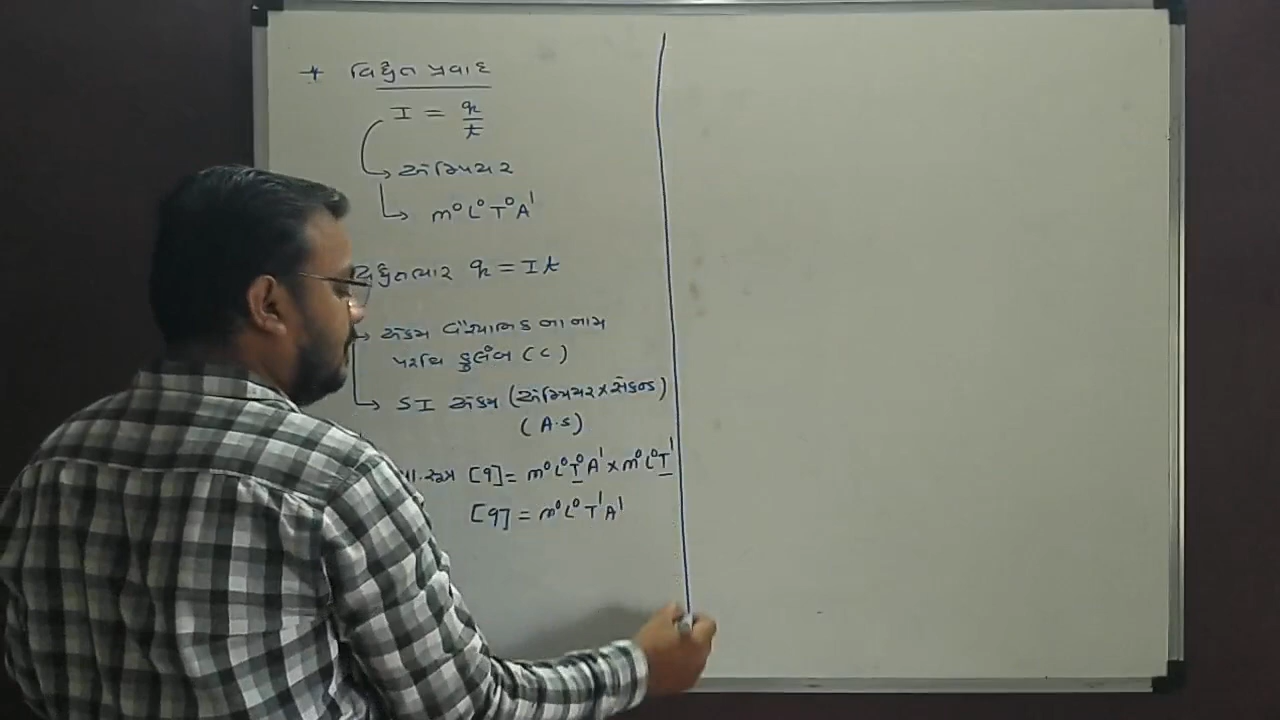 * વિદ્યુત પ્રવાહ
I = q/t
→ એમ્પિયર
→ M⁰L⁰T⁰A¹
વિદ્યુતભાર q = It
→ એકમ વૈજ્ઞાનિક ના નામ
પરથિ કુલંબ (C)
→ SI એકમ (એમ્પિયર×સેકન્ડ)
(A·s)
પા.સૂત્ર [q] = M⁰L⁰T⁰A¹ × M⁰L⁰T¹
[q] = M⁰L⁰T¹A¹